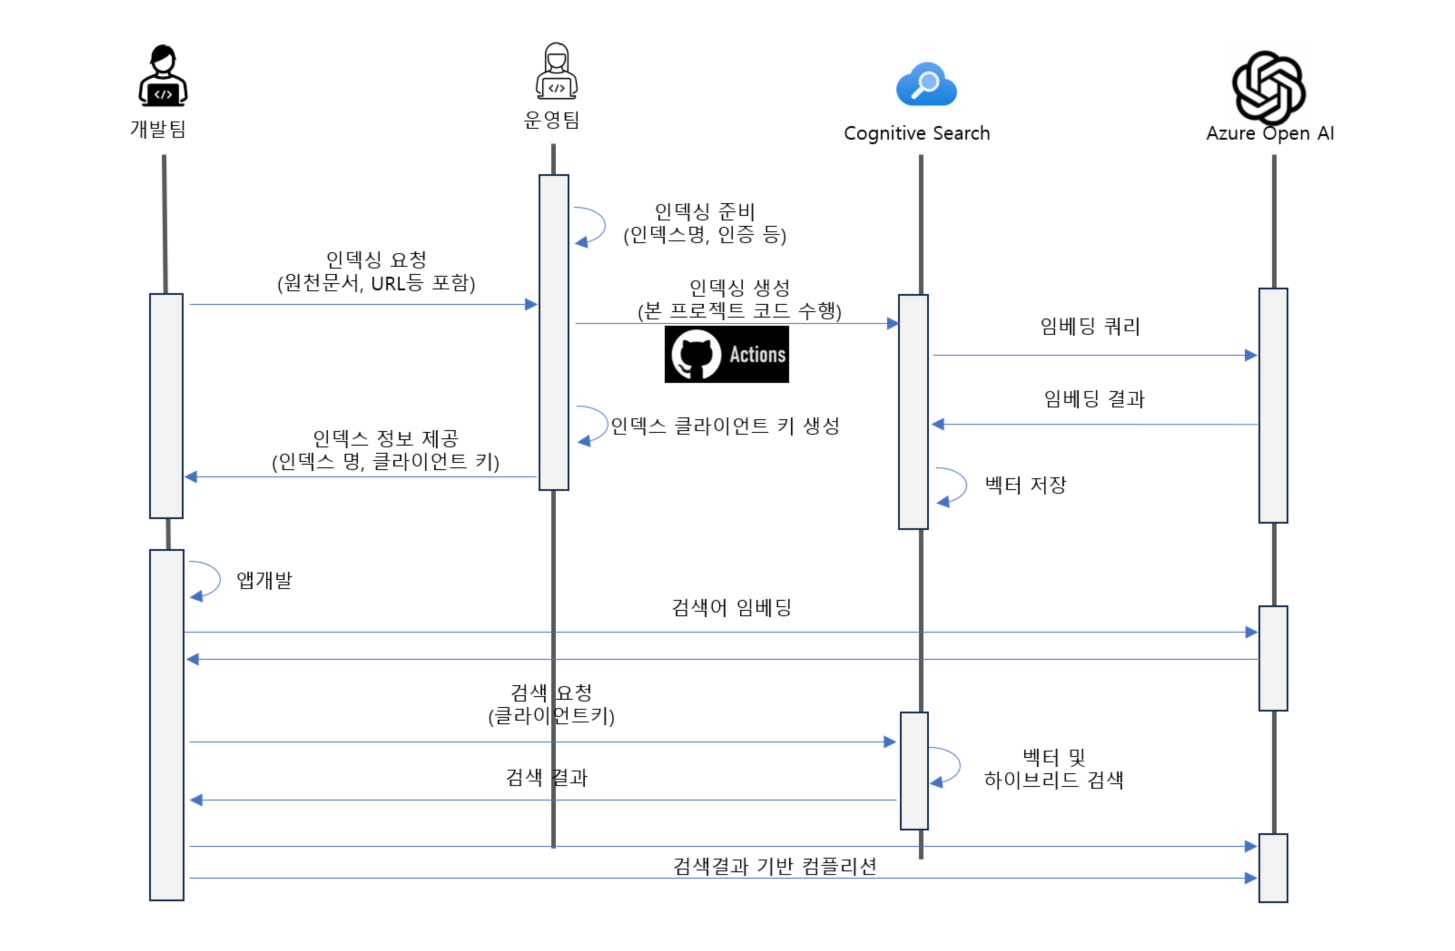 개발팀
운영팀
Cognitive Search
Azure Open AI
인덱싱 준비
(인덱스명, 인증 등)
인덱싱 요청
(원천문서, URL등 포함)
인덱싱 생성
(본 프로젝트 코드 수행)
Actions
임베딩 쿼리
임베딩 결과
인덱스 클라이언트 키 생성
인덱스 정보 제공
(인덱스 명, 클라이언트 키)
벡터 저장
앱개발
검색어 임베딩
검색 요청
(클라이언트키)
벡터 및
하이브리드 검색
검색 결과
검색결과 기반 컴플리션